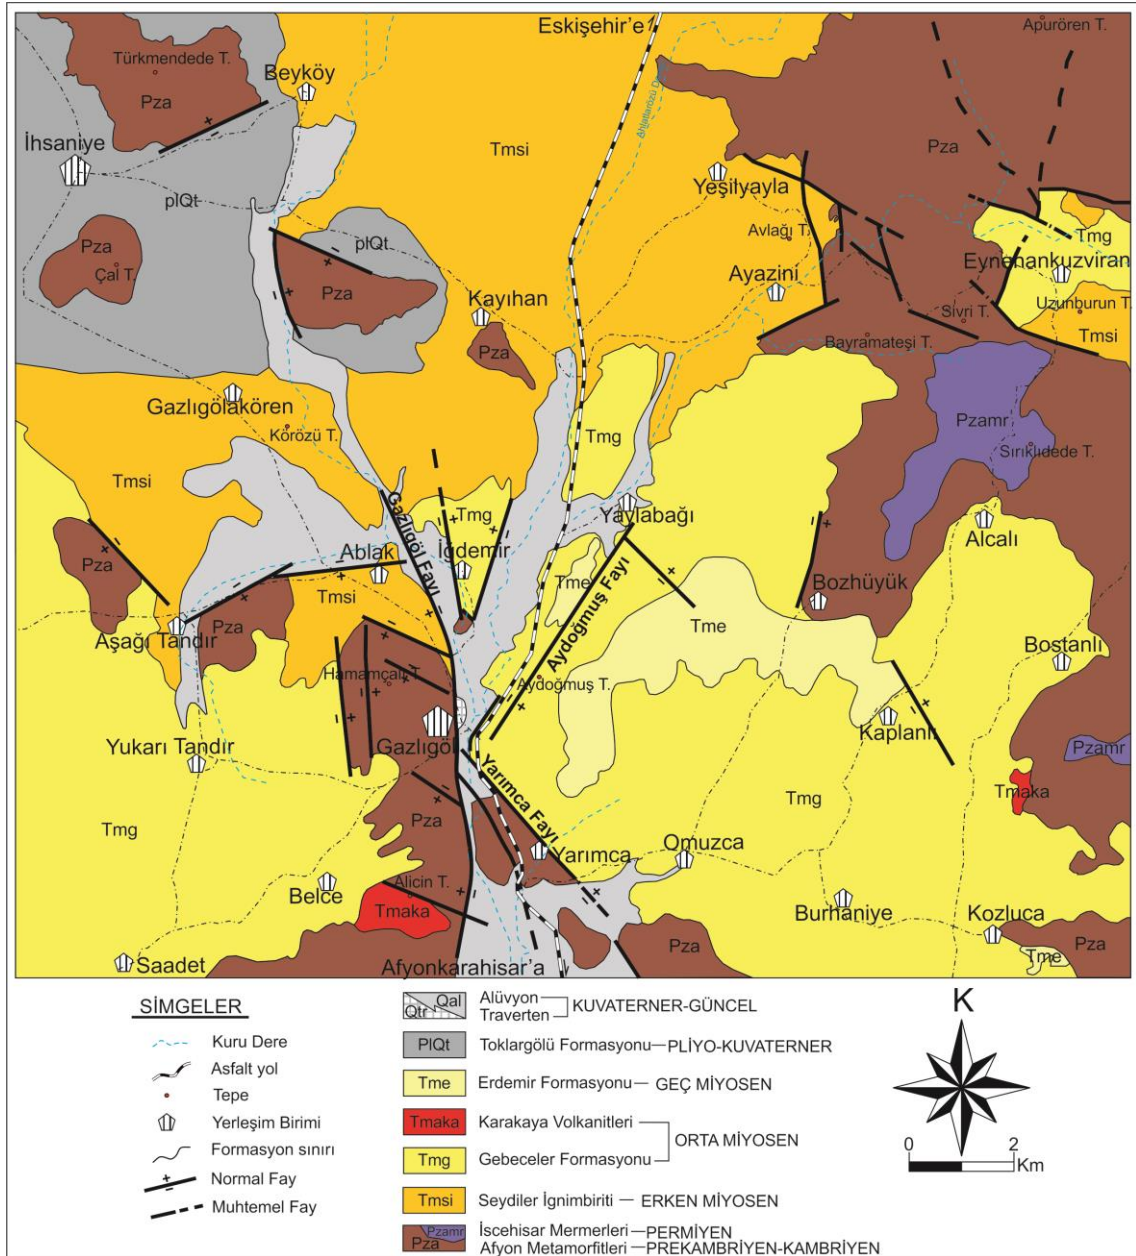 Eskişehir'e
Apurören T.
Türkmendede T.
Beyköy
Pza
Ahlatlarözü Dere
İhsaniye
Tmsi
Pza
Yeşilyayla
plQt
Avlağı T.
plQt
Tmg
Pza
Çal T.
Eynehankuzviran
Pza
Kayıhan
Ayazini
Uzunburun T.
Sivri T.
Tmsi
Pza
Bayramateşi T.
Gazlıgölakören
Körözü T.
Tmg
Pzamr
Sırıklıdede T.
Tmsi
Gazlıgöl Fayı
Tmg
Yaylabağı
Alcalı
Pza
Ablak
İğdemir
Tme
Bozhüyük
Tmsi
Aydoğmuş Fayı
Tme
Aşağı Tandır
Pza
Bostanlı
Hamamçalı T.
Aydoğmuş T.
Gazlıgöl
Kaplanlı
Yukarı Tandır
Pzamr
Yarımca Fayı
Tmg
Tmaka
Tmg
Pza
Yarımca
Omuzca
Belce
Alicin T.
Tmaka
Burhaniye
Kozluca
Pza
Pza
Tme
Saadet
Afyonkarahisar'a
SİMGELER
Kuru Dere
Asfalt yol
Tepe
Yerleşim Birimi
Formasyon sınırı
Normal Fay
Muhtemel Fay
Qal Alüvyon
Qtr Traverten
KUVATERNER-GÜNCEL
PlQt Toklargölü Formasyonu—PLİYO-KUVATERNER
Tme Erdemir Formasyonu — GEÇ MİYOSEN
Tmaka Karakaya Volkanitleri
ORTA MİYOSEN
Tmg Gebeceler Formasyonu
Tmsi Seydiler İgnimbiriti — ERKEN MİYOSEN
Pzamr İscehisar Mermerleri—PERMİYEN
Pza Afyon Metamorfitleri—PREKAMBRİYEN-KAMBRİYEN
K
0 2
Km